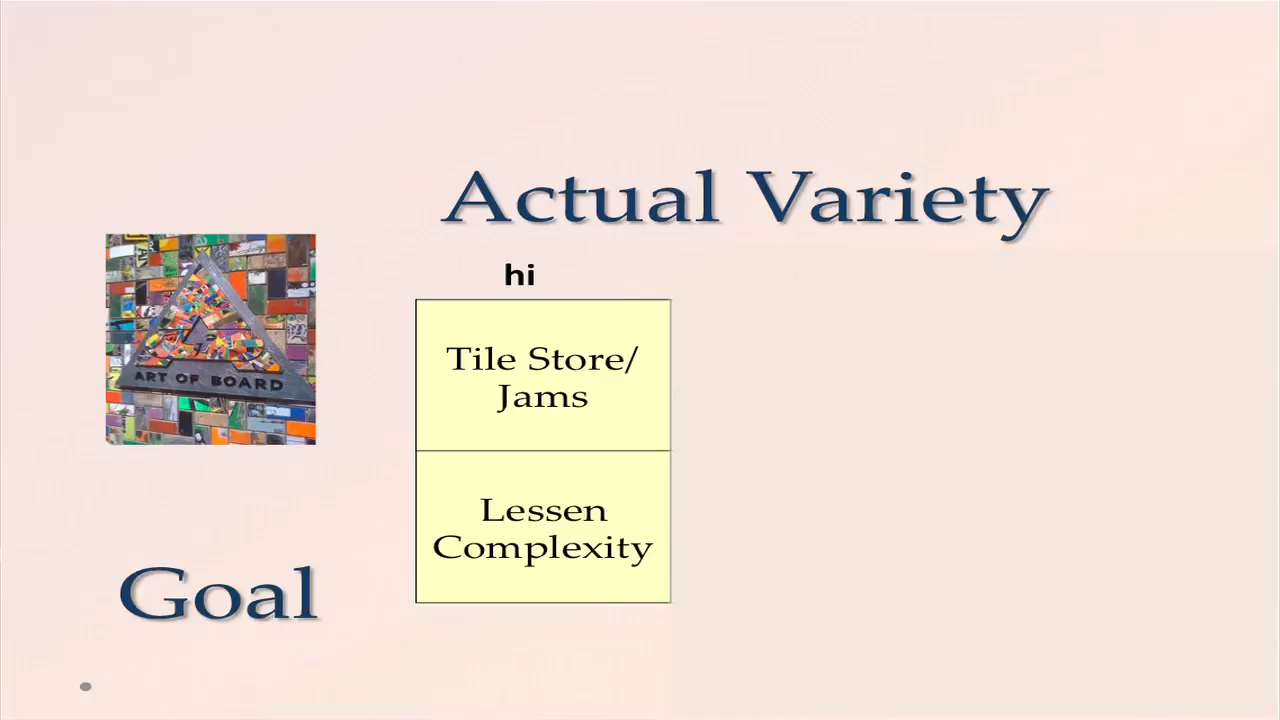 Actual Variety
hi
Tile Store/
Jams
ART OF BOARD
Lessen
Complexity
Goal